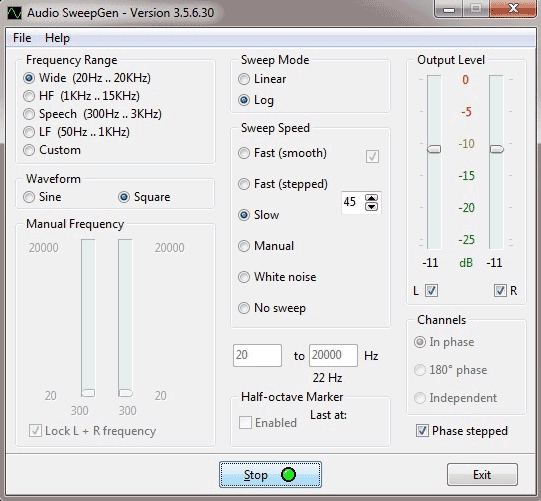 Audio SweepGen - Version 3.5.6.30
File Help
Frequency Range
Wide (20Hz .. 20KHz)
HF (1KHz .. 15KHz)
Speech (300Hz .. 3KHz)
LF (50Hz .. 1KHz)
Custom
Waveform
Sine Square
Manual Frequency
20000 20000
20 20
300 300
Lock L + R frequency
Sweep Mode
Linear
Log
Sweep Speed
Fast (smooth)
Fast (stepped)
45
Slow
Manual
White noise
No sweep
20 to 20000 Hz
22 Hz
Half-octave Marker
Enabled Last at:
Output Level
0
-5
-10
-15
-20
-25
-11 dB -11
L R
Channels
In phase
180° phase
Independent
Phase stepped
Stop Exit